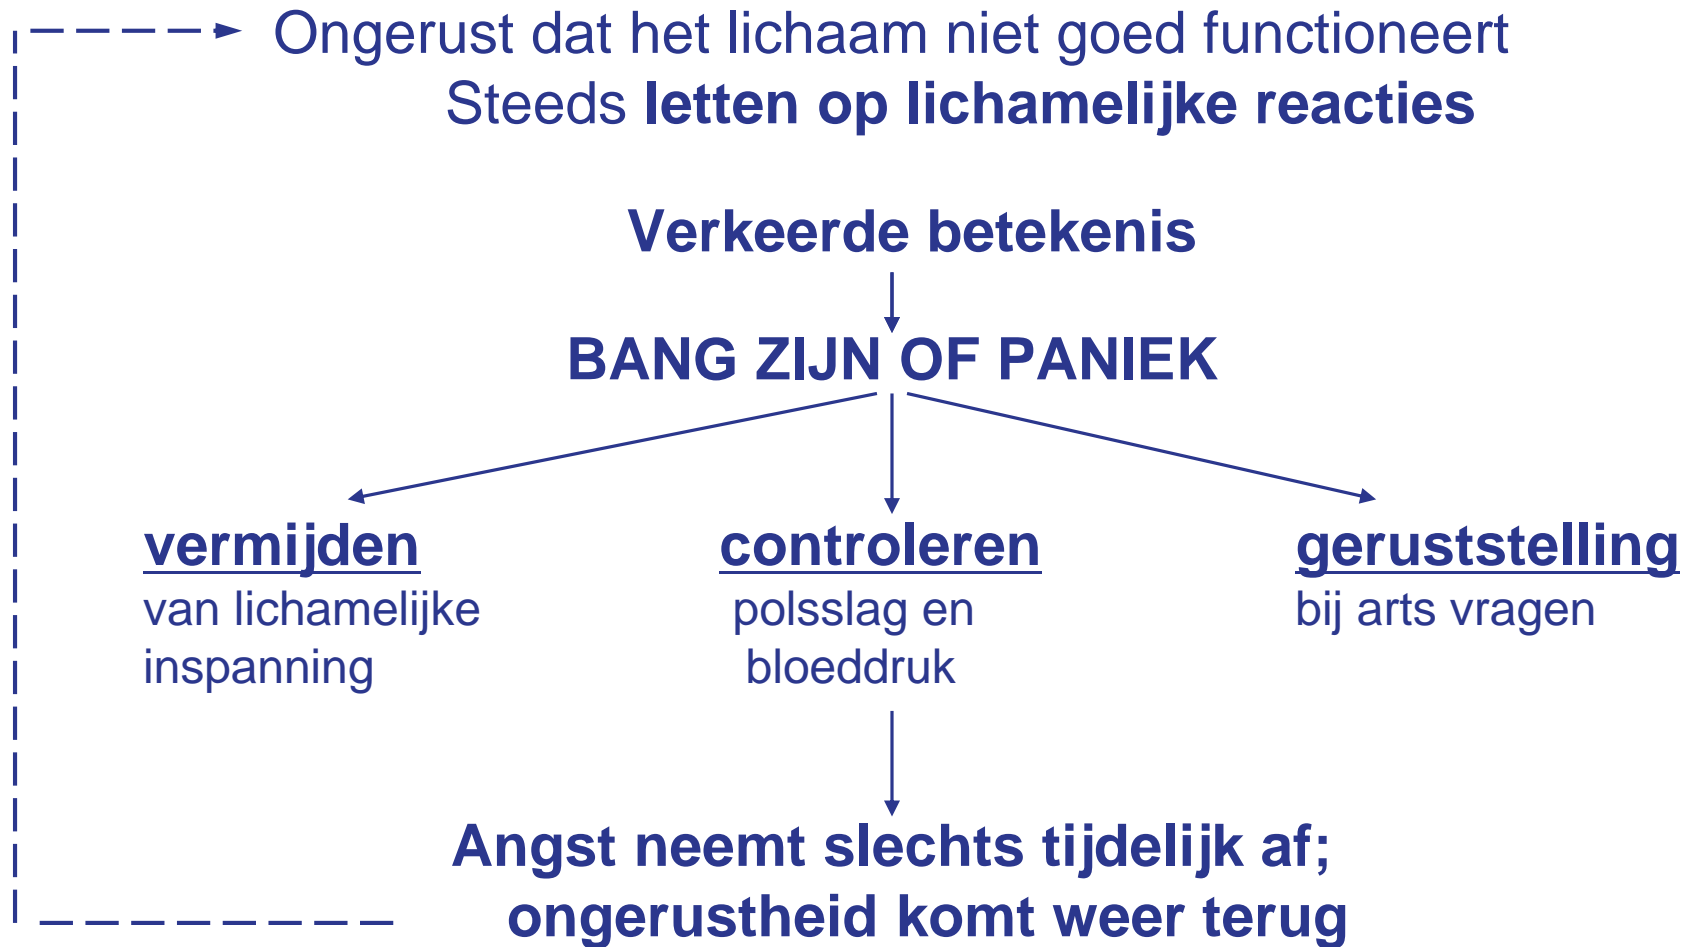 Ongerust dat het lichaam niet goed functioneert
Steeds letten op lichamelijke reacties
Verkeerde betekenis
BANG ZIJN OF PANIEK
vermijden
van lichamelijke
inspanning
controleren
polsslag en
bloeddruk
geruststelling
bij arts vragen
Angst neemt slechts tijdelijk af;
ongerustheid komt weer terug